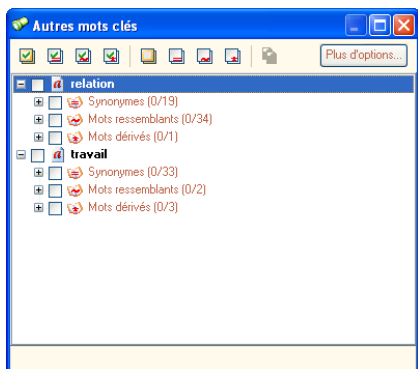 Autres mots clés
Plus d'options...
relation
Synonymes (0/19)
Mots ressemblants (0/34)
Mots dérivés (0/1)
travail
Synonymes (0/33)
Mots ressemblants (0/2)
Mots dérivés (0/3)